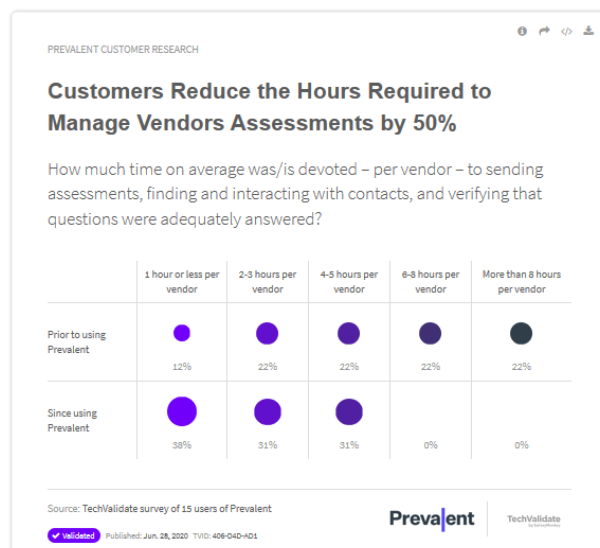 PREVALENT CUSTOMER RESEARCH
Customers Reduce the Hours Required to
Manage Vendors Assessments by 50%
How much time on average was/is devoted – per vendor – to sending
assessments, finding and interacting with contacts, and verifying that
questions were adequately answered?
1 hour or less per vendor
2-3 hours per vendor
4-5 hours per vendor
6-8 hours per vendor
More than 8 hours per vendor
Prior to using
Prevalent
12%
22%
22%
22%
22%
Since using
Prevalent
38%
31%
31%
0%
0%
Source: TechValidate survey of 15 users of Prevalent
Validated Published: Jun. 28, 2020 TVID: 406-D4D-AD1
Prevalent
TechValidate
by SurveyMonkey